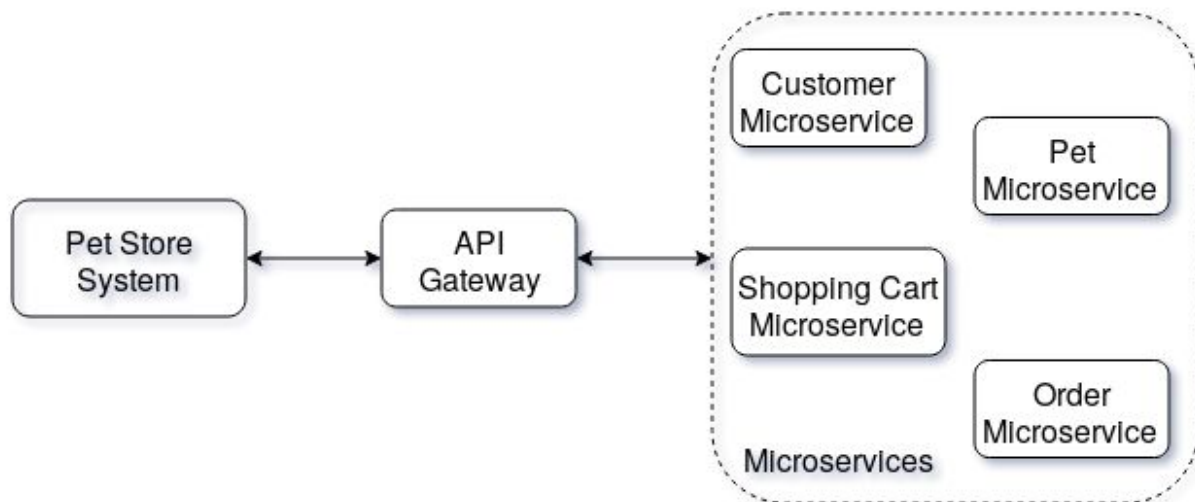 Pet Store
System
API
Gateway
Customer
Microservice
Pet
Microservice
Shopping Cart
Microservice
Order
Microservice
Microservices